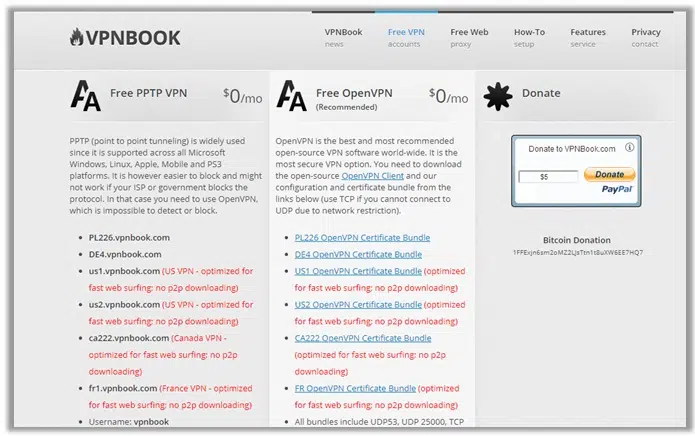 VPNBOOK
VPNBook
news
Free VPN
accounts
Free Web
proxy
How-To
setup
Features
service
Privacy
contact
Free PPTP VPN
$0/mo
PPTP (point to point tunneling) is widely used
since it is supported across all Microsoft
Windows, Linux, Apple, Mobile and PS3
platforms. It is however easier to block and might
not work if your ISP or government blocks the
protocol. In that case you need to use OpenVPN,
which is impossible to detect or block.
PL226.vpnbook.com
DE4.vpnbook.com
us1.vpnbook.com (US VPN - optimized for
fast web surfing: no p2p downloading)
us2.vpnbook.com (US VPN - optimized for
fast web surfing: no p2p downloading)
ca222.vpnbook.com (Canada VPN -
optimized for fast web surfing: no p2p
downloading)
fr1.vpnbook.com (France VPN - optimized
for fast web surfing: no p2p downloading)
Username: vpnbook
Free OpenVPN
(Recommended)
$0/mo
OpenVPN is the best and most recommended
open-source VPN software world-wide. It is the
most secure VPN option. You need to download
the open-source OpenVPN Client and our
configuration and certificate bundle from the
links below (use TCP if you cannot connect to
UDP due to network restriction).
PL226 OpenVPN Certificate Bundle
DE4 OpenVPN Certificate Bundle
US1 OpenVPN Certificate Bundle (optimized
for fast web surfing: no p2p downloading)
US2 OpenVPN Certificate Bundle (optimized
for fast web surfing: no p2p downloading)
CA222 OpenVPN Certificate Bundle
(optimized for fast web surfing: no p2p
downloading)
FR OpenVPN Certificate Bundle (optimized
for fast web surfing: no p2p downloading)
All bundles include UDP53, UDP 25000, TCP
Donate
Donate to VPNBook.com
$5
Donate
PayPal
Bitcoin Donation